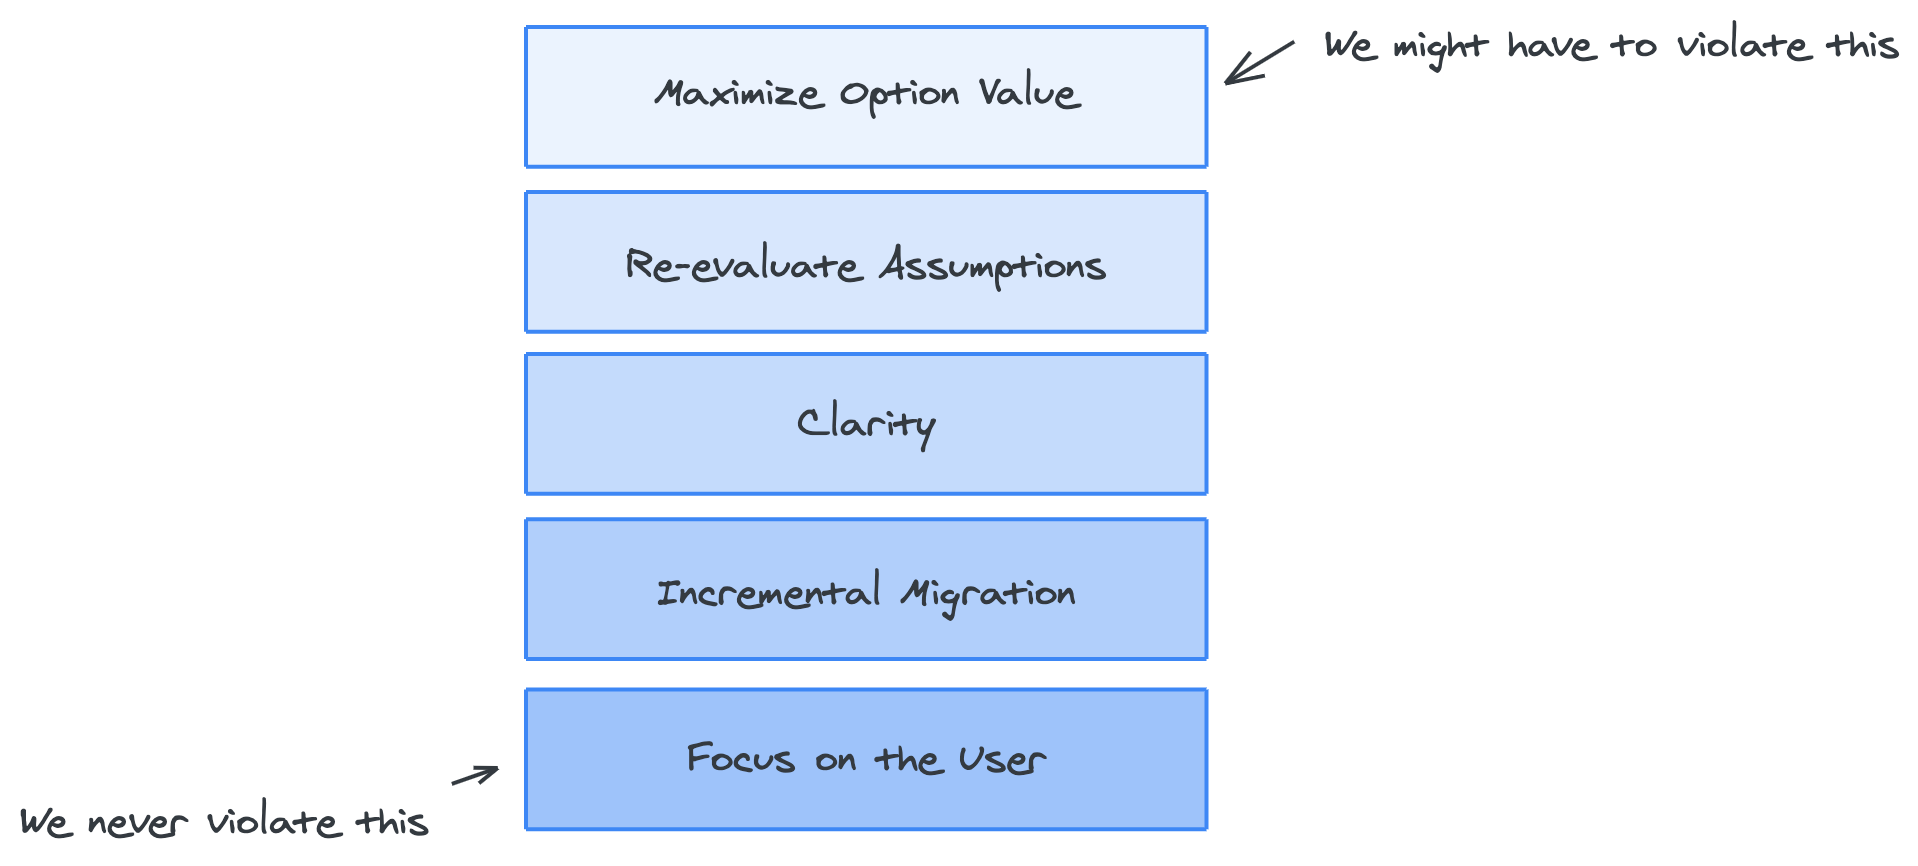 We might have to violate this
Maximize Option Value
Re-evaluate Assumptions
Clarity
Incremental Migration
Focus on the User
We never violate this